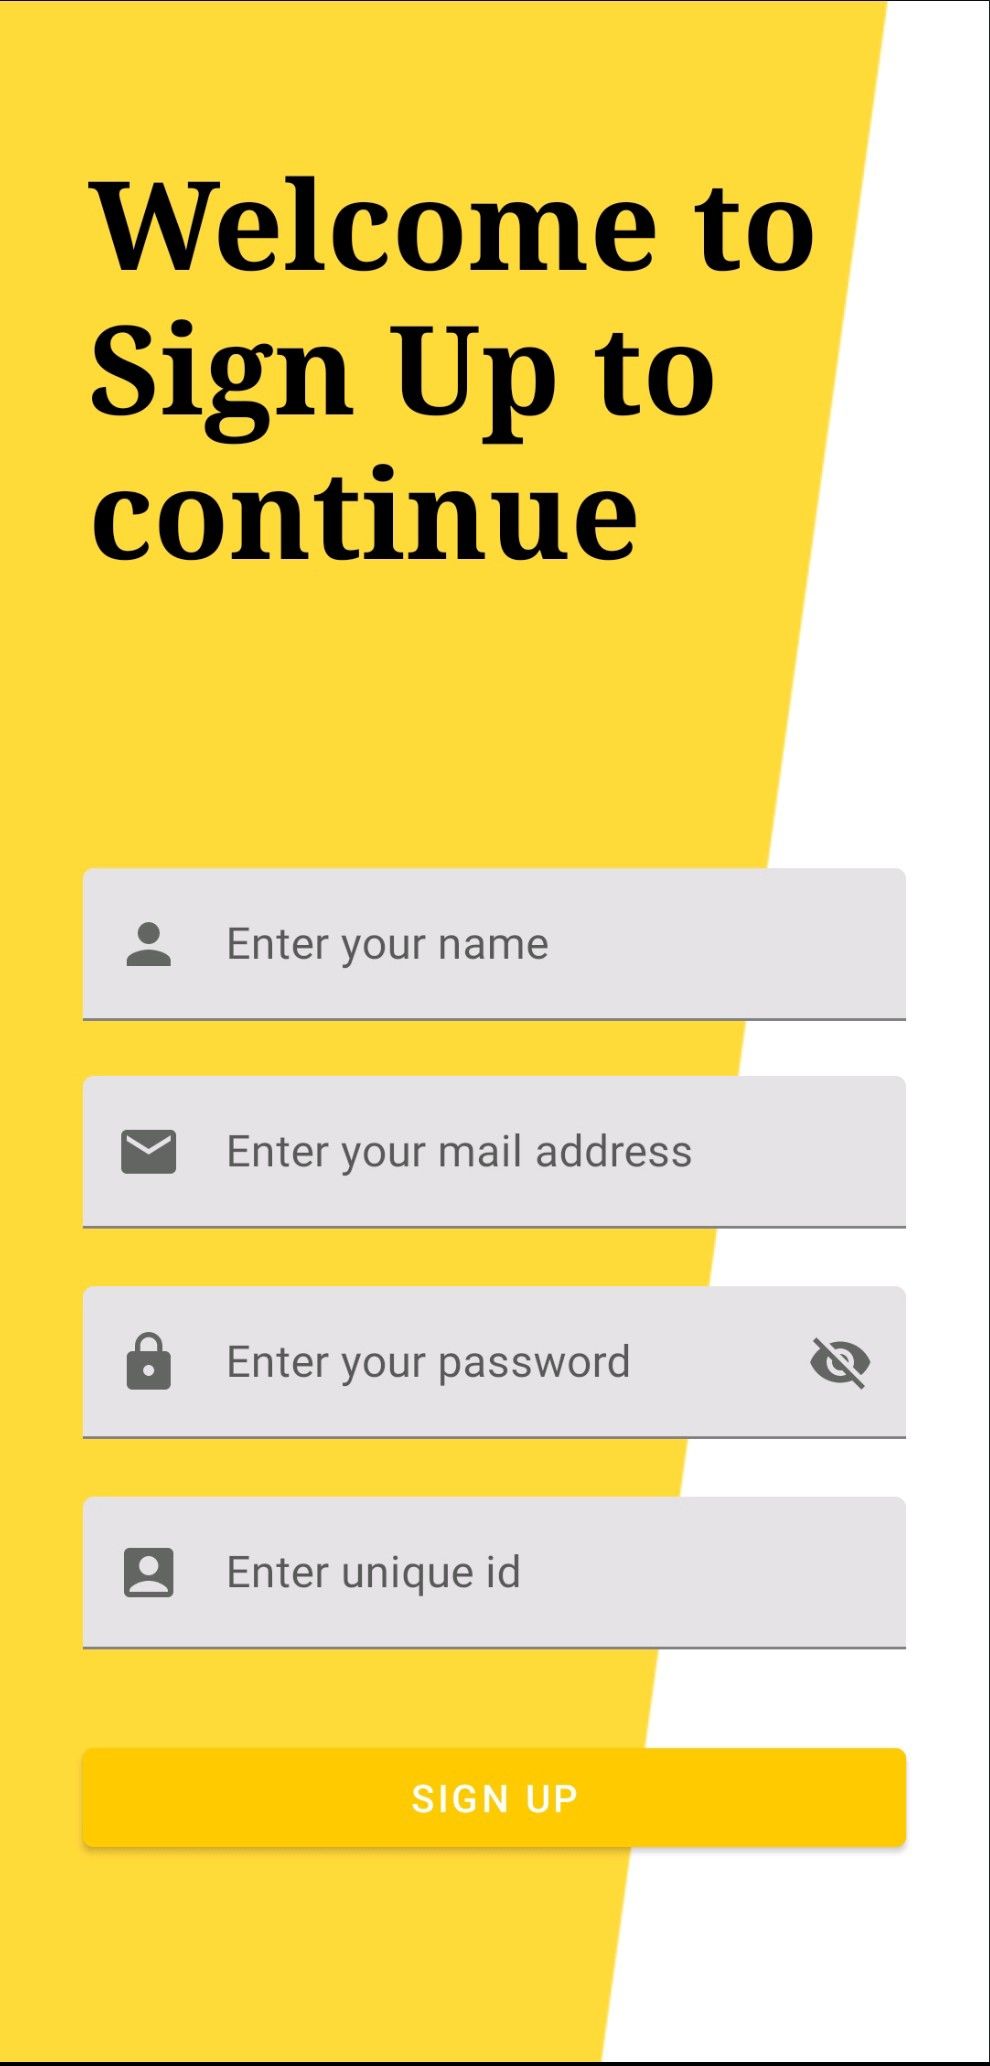 Welcome to
Sign Up to
continue
Enter your name
Enter your mail address
Enter your password
Enter unique id
SIGN UP